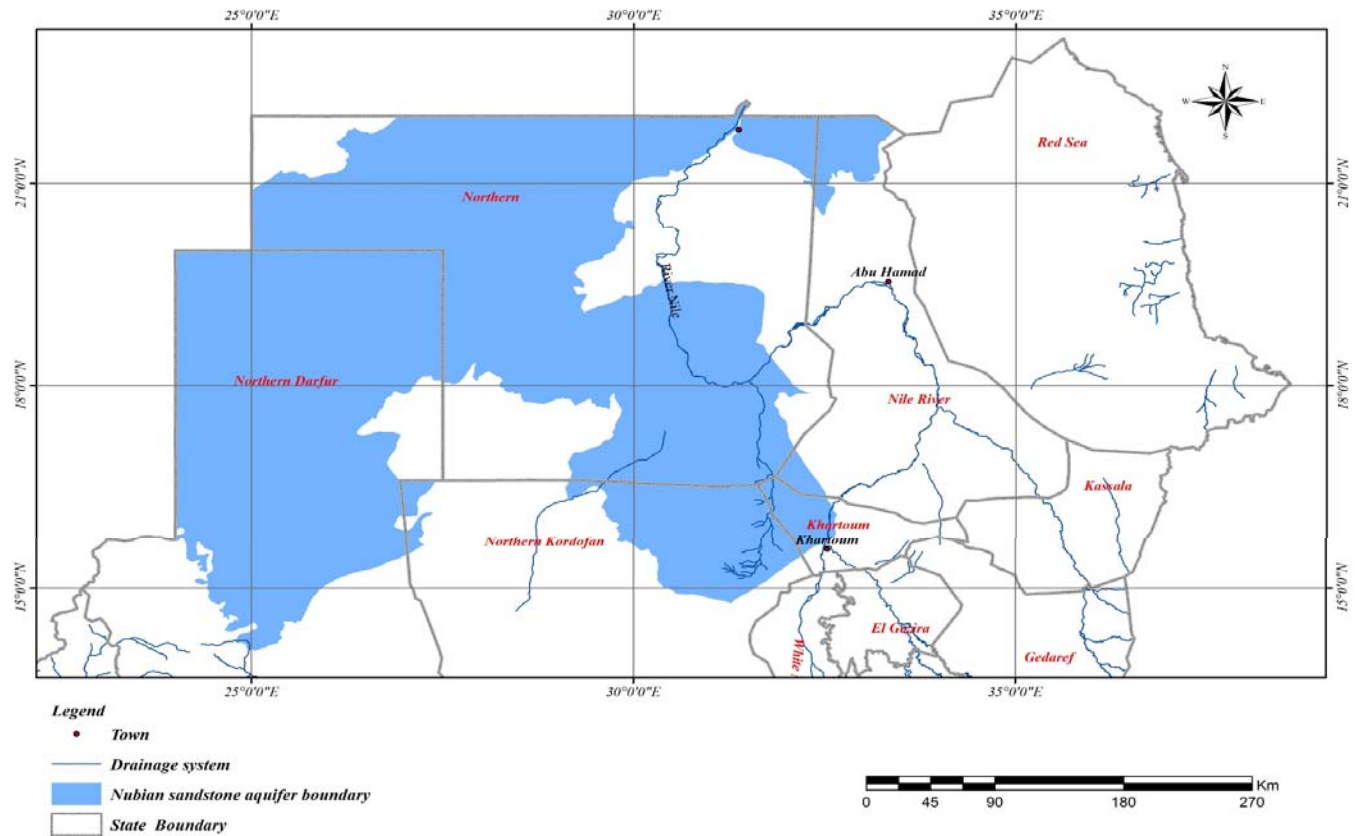 25°0'0"E 30°0'0"E 35°0'0"E
N
W E
S
Red Sea
21°0'0"N 21°0'0"N
Northern
River Nile
Abu Hamad
Northern Darfur
18°0'0"N 18°0'0"N
Nile River
Kassala
Khartoum
Northern Kordofan
Khartoum
15°0'0"N 15°0'0"N
El Gezira
White
Gedaref
25°0'0"E 30°0'0"E 35°0'0"E
Legend
Town
Drainage system
Nubian sandstone aquifer boundary
State Boundary
Km
0 45 90 180 270